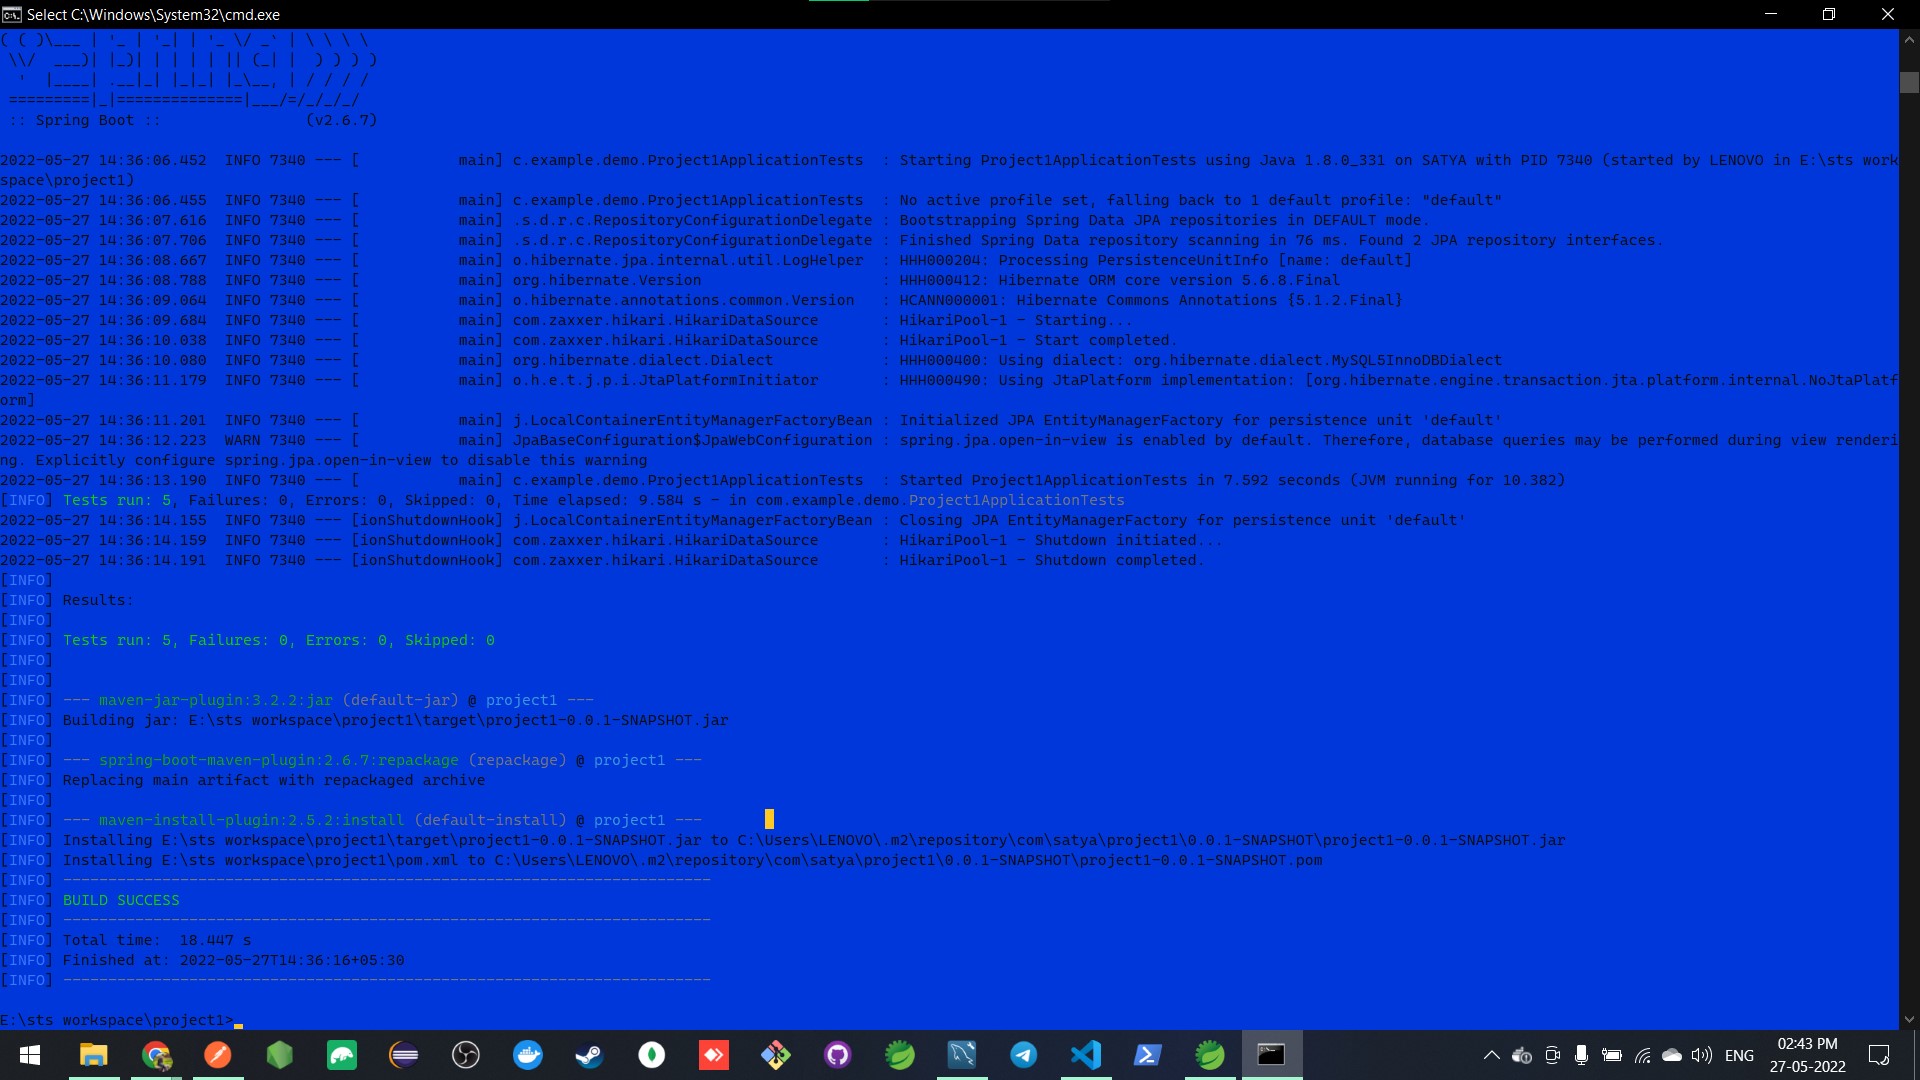 Select C:\Windows\System32\cmd.exe
( ( )\___ | '_ | '_| | '_ \/ _` | \ \ \ \
 \\/  ___)| |_)| | | | | || (_| |  ) ) ) )
  '  |____| .__|_| |_|_| |_\__, | / / / /
 =========|_|==============|___/=/_/_/_/
 :: Spring Boot ::                (v2.6.7)
2022-05-27 14:36:06.452  INFO 7340 --- [           main] c.example.demo.Project1ApplicationTests  : Starting Project1ApplicationTests using Java 1.8.0_331 on SATYA with PID 7340 (started by LENOVO in E:\sts work
space\project1)
2022-05-27 14:36:06.455  INFO 7340 --- [           main] c.example.demo.Project1ApplicationTests  : No active profile set, falling back to 1 default profile: "default"
2022-05-27 14:36:07.616  INFO 7340 --- [           main] .s.d.r.c.RepositoryConfigurationDelegate : Bootstrapping Spring Data JPA repositories in DEFAULT mode.
2022-05-27 14:36:07.706  INFO 7340 --- [           main] .s.d.r.c.RepositoryConfigurationDelegate : Finished Spring Data repository scanning in 76 ms. Found 2 JPA repository interfaces.
2022-05-27 14:36:08.667  INFO 7340 --- [           main] o.hibernate.jpa.internal.util.LogHelper  : HHH000204: Processing PersistenceUnitInfo [name: default]
2022-05-27 14:36:08.788  INFO 7340 --- [           main] org.hibernate.Version                    : HHH000412: Hibernate ORM core version 5.6.8.Final
2022-05-27 14:36:09.064  INFO 7340 --- [           main] o.hibernate.annotations.common.Version   : HCANN000001: Hibernate Commons Annotations {5.1.2.Final}
2022-05-27 14:36:09.684  INFO 7340 --- [           main] com.zaxxer.hikari.HikariDataSource       : HikariPool-1 - Starting...
2022-05-27 14:36:10.038  INFO 7340 --- [           main] com.zaxxer.hikari.HikariDataSource       : HikariPool-1 - Start completed.
2022-05-27 14:36:10.080  INFO 7340 --- [           main] org.hibernate.dialect.Dialect            : HHH000400: Using dialect: org.hibernate.dialect.MySQL5InnoDBDialect
2022-05-27 14:36:11.179  INFO 7340 --- [           main] o.h.e.t.j.p.i.JtaPlatformInitiator       : HHH000490: Using JtaPlatform implementation: [org.hibernate.engine.transaction.jta.platform.internal.NoJtaPlatf
orm]
2022-05-27 14:36:11.201  INFO 7340 --- [           main] j.LocalContainerEntityManagerFactoryBean : Initialized JPA EntityManagerFactory for persistence unit 'default'
2022-05-27 14:36:12.223  WARN 7340 --- [           main] JpaBaseConfiguration$JpaWebConfiguration : spring.jpa.open-in-view is enabled by default. Therefore, database queries may be performed during view renderi
ng. Explicitly configure spring.jpa.open-in-view to disable this warning
2022-05-27 14:36:13.190  INFO 7340 --- [           main] c.example.demo.Project1ApplicationTests  : Started Project1ApplicationTests in 7.592 seconds (JVM running for 10.382)
[INFO] Tests run: 5, Failures: 0, Errors: 0, Skipped: 0, Time elapsed: 9.584 s - in com.example.demo.Project1ApplicationTests
2022-05-27 14:36:14.155  INFO 7340 --- [ionShutdownHook] j.LocalContainerEntityManagerFactoryBean : Closing JPA EntityManagerFactory for persistence unit 'default'
2022-05-27 14:36:14.159  INFO 7340 --- [ionShutdownHook] com.zaxxer.hikari.HikariDataSource       : HikariPool-1 - Shutdown initiated...
2022-05-27 14:36:14.191  INFO 7340 --- [ionShutdownHook] com.zaxxer.hikari.HikariDataSource       : HikariPool-1 - Shutdown completed.
[INFO]
[INFO] Results:
[INFO]
[INFO] Tests run: 5, Failures: 0, Errors: 0, Skipped: 0
[INFO]
[INFO]
[INFO] --- maven-jar-plugin:3.2.2:jar (default-jar) @ project1 ---
[INFO] Building jar: E:\sts workspace\project1\target\project1-0.0.1-SNAPSHOT.jar
[INFO]
[INFO] --- spring-boot-maven-plugin:2.6.7:repackage (repackage) @ project1 ---
[INFO] Replacing main artifact with repackaged archive
[INFO]
[INFO] --- maven-install-plugin:2.5.2:install (default-install) @ project1 ---
[INFO] Installing E:\sts workspace\project1\target\project1-0.0.1-SNAPSHOT.jar to C:\Users\LENOVO\.m2\repository\com\satya\project1\0.0.1-SNAPSHOT\project1-0.0.1-SNAPSHOT.jar
[INFO] Installing E:\sts workspace\project1\pom.xml to C:\Users\LENOVO\.m2\repository\com\satya\project1\0.0.1-SNAPSHOT\project1-0.0.1-SNAPSHOT.pom
[INFO] ------------------------------------------------------------------------
[INFO] BUILD SUCCESS
[INFO] ------------------------------------------------------------------------
[INFO] Total time:  18.447 s
[INFO] Finished at: 2022-05-27T14:36:16+05:30
[INFO] ------------------------------------------------------------------------
E:\sts workspace\project1>
ENG
02:43 PM
27-05-2022